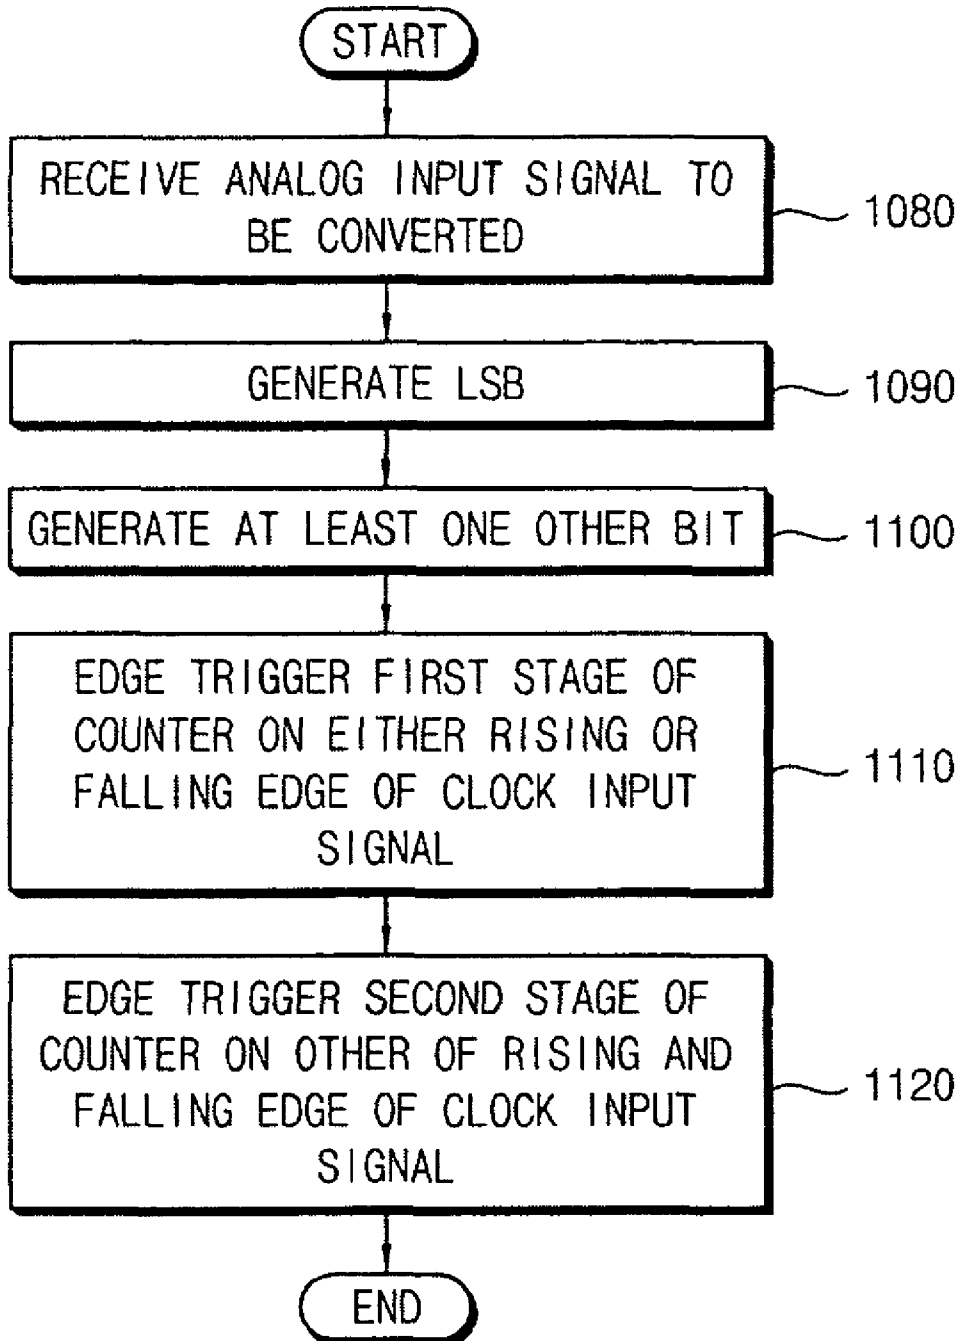 START
RECEIVE ANALOG INPUT SIGNAL TO
BE CONVERTED
1080
GENERATE LSB
1090
GENERATE AT LEAST ONE OTHER BIT
1100
EDGE TRIGGER FIRST STAGE OF
COUNTER ON EITHER RISING OR
FALLING EDGE OF CLOCK INPUT
SIGNAL
1110
EDGE TRIGGER SECOND STAGE OF
COUNTER ON OTHER OF RISING AND
FALLING EDGE OF CLOCK INPUT
SIGNAL
1120
END